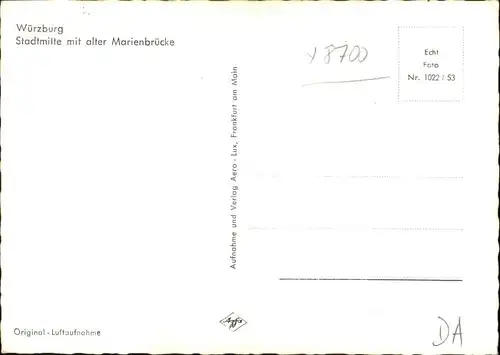 Würzburg
Stadtmitte mit alter Marienbrücke
x 8700
Echt
Foto
Nr. 1022 / 53
Aufnahme und Verlag Aero - Lux, Frankfurt am Main
Original - Luftaufnahme
Agfa
DA